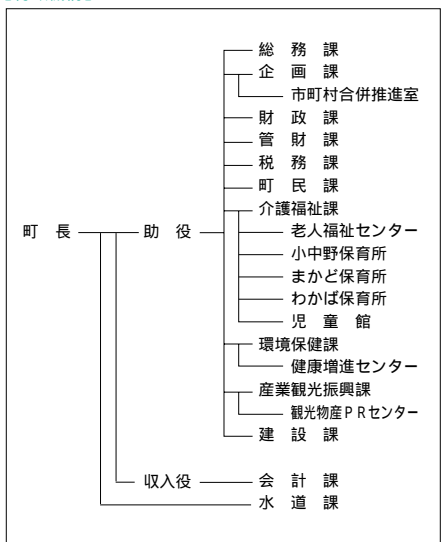 総務課
企画課
市町村合併推進室
財政課
管財課
税務課
町民課
介護福祉課
町長 助役 老人福祉センター
小中野保育所
まかど保育所
わかば保育所
児童館
環境保健課
健康増進センター
産業観光振興課
観光物産PRセンター
建設課
収入役 会計課
水道課